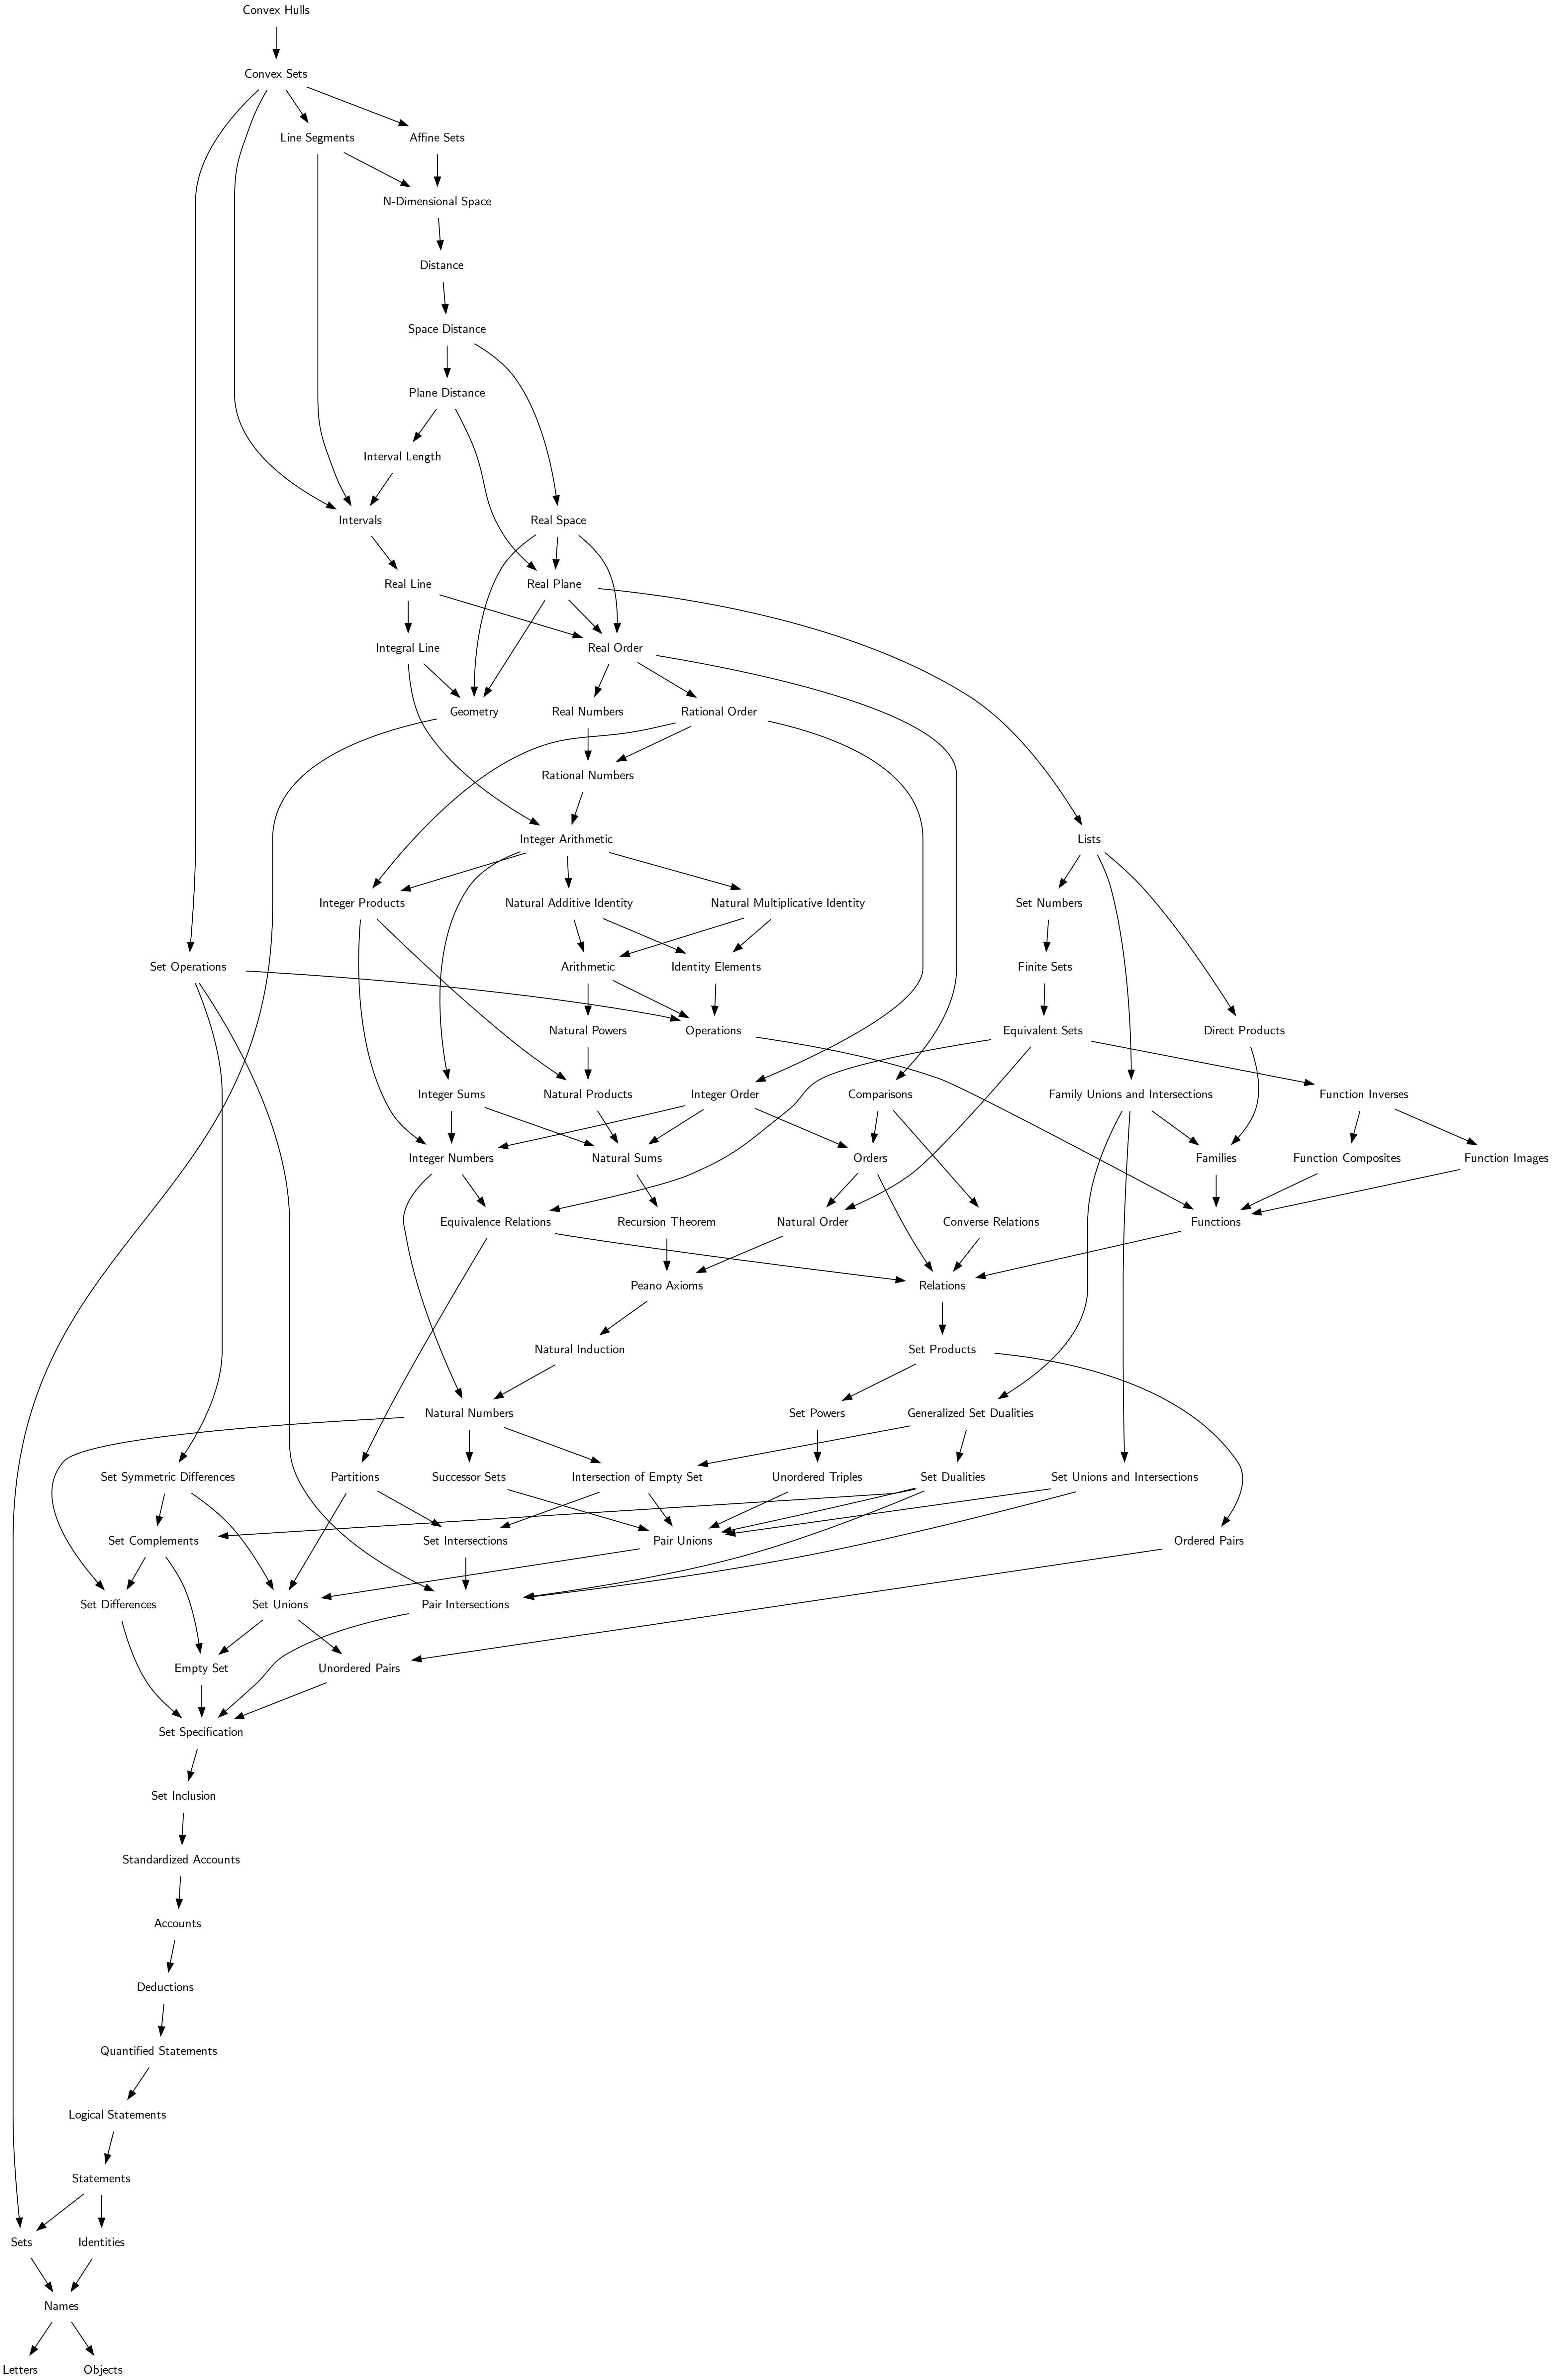 Convex Hulls
Convex Sets
Line Segments
Affine Sets
N-Dimensional Space
Distance
Space Distance
Plane Distance
Interval Length
Intervals
Real Space
Real Line
Real Plane
Integral Line
Real Order
Geometry
Real Numbers
Rational Order
Rational Numbers
Integer Arithmetic
Lists
Integer Products
Natural Additive Identity
Natural Multiplicative Identity
Set Numbers
Set Operations
Arithmetic
Identity Elements
Finite Sets
Natural Powers
Operations
Equivalent Sets
Direct Products
Integer Sums
Natural Products
Integer Order
Comparisons
Family Unions and Intersections
Function Inverses
Integer Numbers
Natural Sums
Orders
Families
Function Composites
Function Images
Equivalence Relations
Recursion Theorem
Natural Order
Converse Relations
Functions
Peano Axioms
Relations
Natural Induction
Set Products
Natural Numbers
Set Powers
Generalized Set Dualities
Set Symmetric Differences
Partitions
Successor Sets
Intersection of Empty Set
Unordered Triples
Set Dualities
Set Unions and Intersections
Set Complements
Set Intersections
Pair Unions
Ordered Pairs
Set Differences
Set Unions
Pair Intersections
Empty Set
Unordered Pairs
Set Specification
Set Inclusion
Standardized Accounts
Accounts
Deductions
Quantified Statements
Logical Statements
Statements
Sets
Identities
Names
Letters
Objects